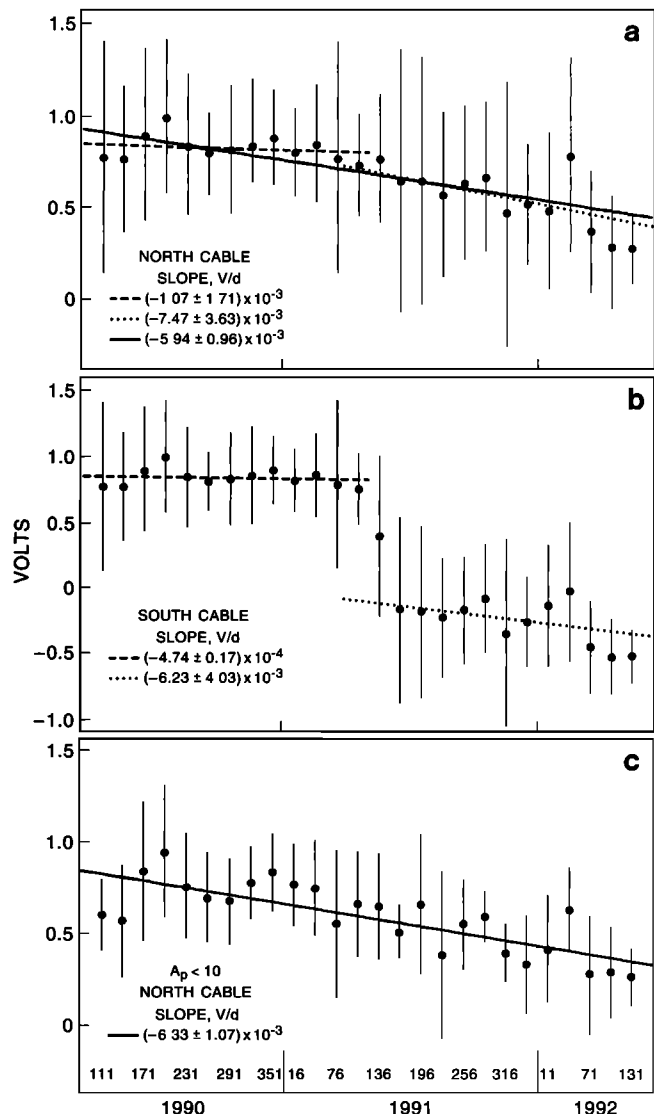 a
1.5
1.0
0.5
0
NORTH CABLE
SLOPE, V/d
(−1 07 ± 1 71) x 10-3
(−7.47 ± 3.63) x 10-3
(−5 94 ± 0.96) x 10-3
b
1.5
1.0
0.5
0
−0.5
−1.0
VOLTS
SOUTH CABLE
SLOPE, V/d
(−4.74 ± 0.17) x 10-4
(−6.23 ± 4 03) x 10-3
c
1.5
1.0
0.5
0
Ap < 10
NORTH CABLE
SLOPE, V/d
(−6 33 ± 1.07) x 10-3
111 171 231 291 351 16 76 136 196 256 316 11 71 131
1990 1991 1992